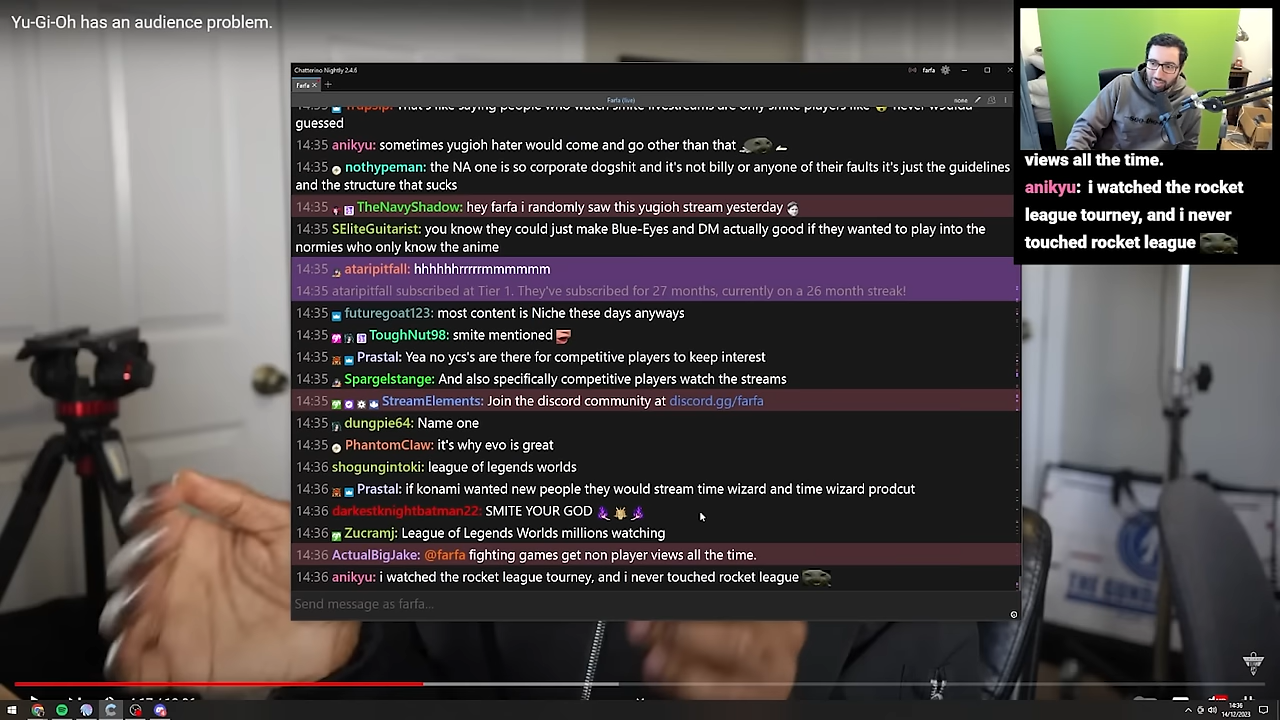 Yu-Gi-Oh has an audience problem.
Chatterino Nightly 2.4.6
farfa
Farfa
Farfa (live)
none
guessed
14:35 anikyu: sometimes yugioh hater would come and go other than that
14:35 nothypeman: the NA one is so corporate dogshit and it's not billy or anyone of their faults it's just the guidelines
and the structure that sucks
14:35 TheNavyShadow: hey farfa i randomly saw this yugioh stream yesterday
14:35 SEliteGuitarist: you know they could just make Blue-Eyes and DM actually good if they wanted to play into the
normies who only know the anime
14:35 ataripitfall: hhhhhhrrrrrmmmmmm
14:35 ataripitfall subscribed at Tier 1. They've subscribed for 27 months, currently on a 26 month streak!
14:35 futuregoat123: most content is Niche these days anyways
14:35 ToughNut98: smite mentioned
14:35 Prastal: Yea no ycs's are there for competitive players to keep interest
14:35 Spargelstange: And also specifically competitive players watch the streams
14:35 StreamElements: Join the discord community at discord.gg/farfa
14:35 dungpie64: Name one
14:35 PhantomClaw: it's why evo is great
14:36 shogungintoki: league of legends worlds
14:36 Prastal: if konami wanted new people they would stream time wizard and time wizard prodcut
14:36 darkestknightbatman22: SMITE YOUR GOD
14:36 Zucramj: League of Legends Worlds millions watching
14:36 ActualBigJake: @farfa fighting games get non player views all the time.
14:36 anikyu: i watched the rocket league tourney, and i never touched rocket league
Send message as farfa...
views all the time.
anikyu: i watched the rocket
league tourney, and i never
touched rocket league
14:36
14/12/2023